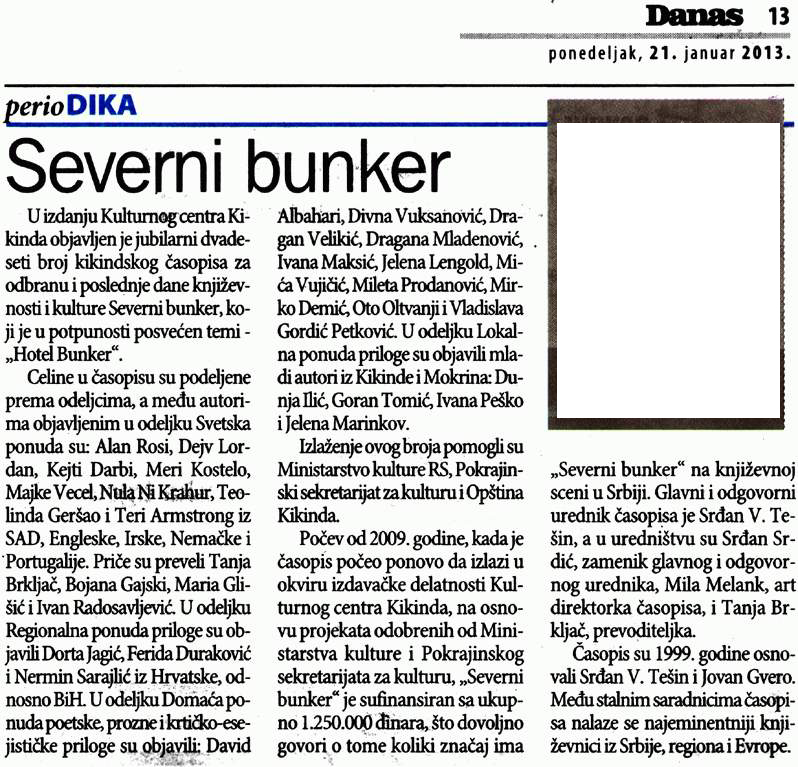 Danas 13
ponedeljak, 21. januar 2013.
perioDIKA
Severni bunker
U izdanju Kulturnog centra Ki-
kinda objavljen je jubilarni dvade-
seti broj kikindskog časopisa za
odbranu i poslednje dane književ-
nosti i kulture Severni bunker, ko-
ji je u potpunosti posvećen temi -
„Hotel Bunker“.
Celine u časopisu su podeljene
prema odeljcima, a među autori-
ma objavljenim u odeljku Svetska
ponuda su: Alan Rosi, Dejv Lor-
dan, Kejti Darbi, Meri Kostelo,
Majke Vecel, Nula Ni Krahur, Teo-
linda Geršao i Teri Armstrong iz
SAD, Engleske, Irske, Nemačke i
Portugalije. Priče su preveli Tanja
Brkljač, Bojana Gajski, Maria Gli-
šić i Ivan Radosavljević. U odeljku
Regionalna ponuda priloge su ob-
javili Dorta Jagić, Ferida Duraković
i Nermin Sarajlić iz Hrvatske, od-
nosno BiH. U odeljku Domaća po-
nuda poetske, prozne i krtičko-ese-
jističke priloge su objavili: David
Albahari, Divna Vuksanović, Dra-
gan Velikić, Dragana Mladenović,
Ivana Maksić, Jelena Lengold, Mi-
ća Vujičić, Mileta Prodanović, Mir-
ko Demić, Oto Oltvanji i Vladislava
Gordić Petković. U odeljku Lokal-
na ponuda priloge su objavili mla-
di autori iz Kikinde i Mokrina: Du-
nja Ilić, Goran Tomić, Ivana Peško
i Jelena Marinkov.
Izlaženje ovog broja pomogli su
Ministarstvo kulture RS, Pokrajin-
ski sekretarijat za kulturu i Opština
Kikinda.
Počev od 2009. godine, kada je
časopis počeo ponovo da izlazi u
okviru izdavačke delatnosti Kul-
turnog centra Kikinda, na osno-
vu projekata odobrenih od Mini-
starstva kulture i Pokrajinskog
sekretarijata za kulturu, „Severni
bunker“ je sufinansiran sa ukup-
no 1.250.000 dinara, što dovoljno
govori o tome koliki značaj ima
„Severni bunker“ na književnoj
sceni u Srbiji. Glavni i odgovorni
urednik časopisa je Srđan V. Te-
šin, a u uredništvu su Srđan Sr-
dić, zamenik glavnog i odgovor-
nog urednika, Mila Melank, art
direktorka časopisa, i Tanja Br-
kljač, prevoditeljka.
Časopis su 1999. godine osno-
vali Srđan V. Tešin i Jovan Gvero.
Među stalnim saradnicima časopi-
sa nalaze se najeminentniji knji-
ževnici iz Srbije, regiona i Evrope.